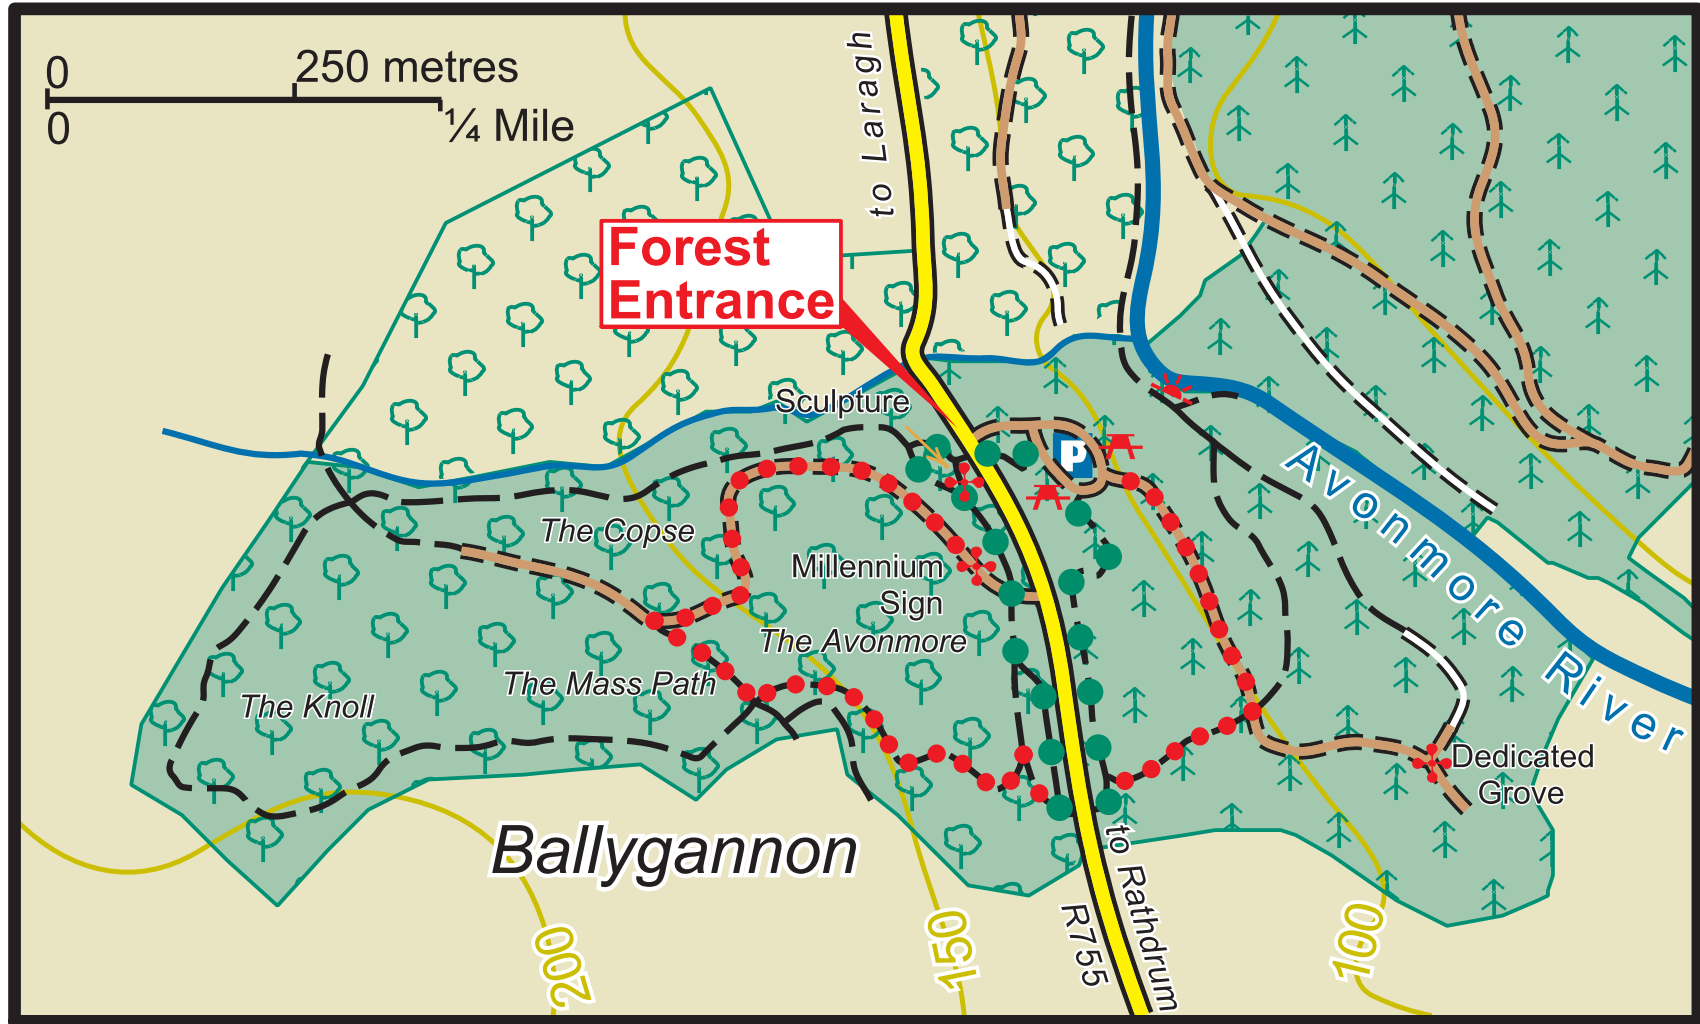 0
250 metres
0
¼ Mile
to Laragh
Forest
Entrance
Sculpture
P
The Copse
Millennium
Sign
The Avonmore
The Mass Path
The Knoll
Avonmore River
Dedicated
Grove
Ballygannon
to Rathdrum
R755
200
150
100